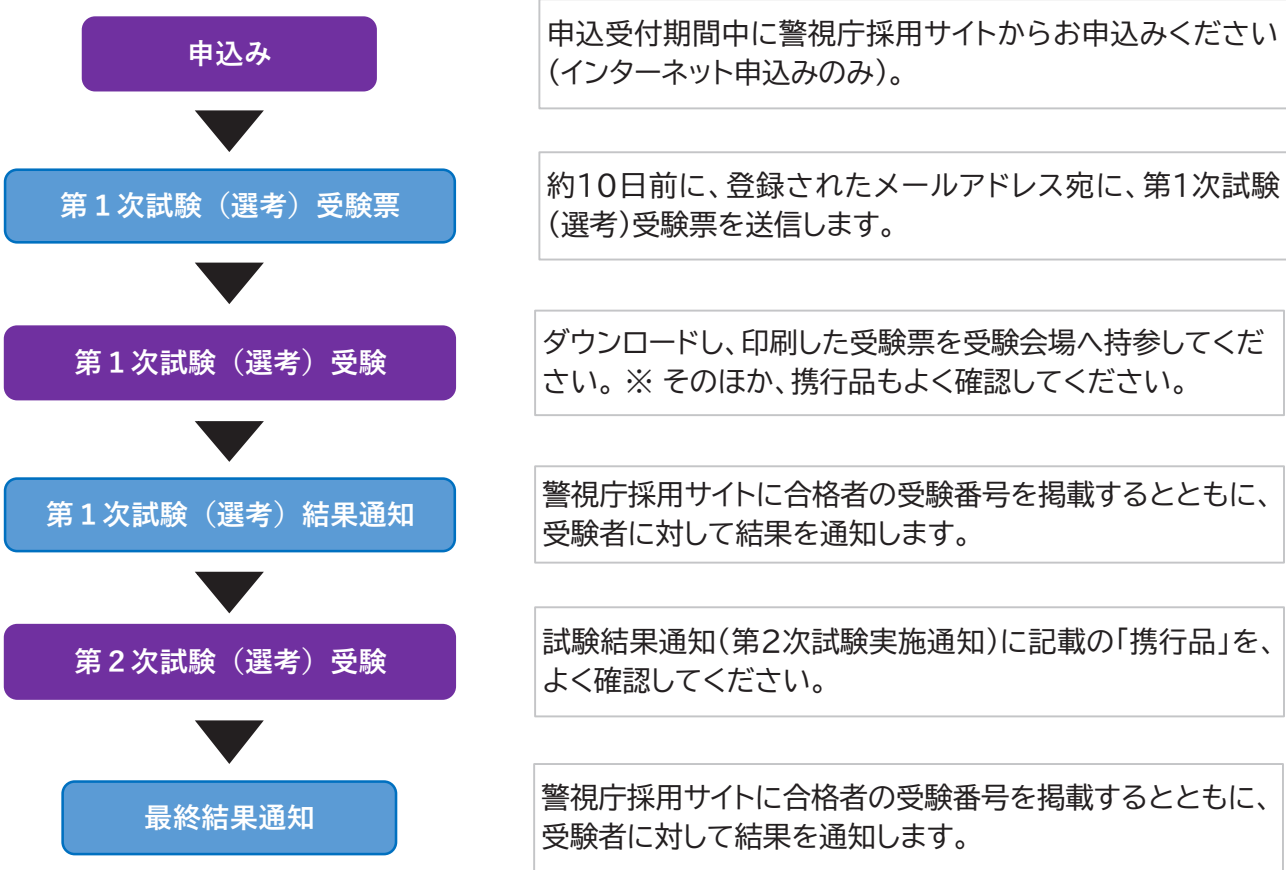 申込み
申込受付期間中に警視庁採用サイトからお申込みください
(インターネット申込みのみ)。
第１次試験（選考）受験票
約10日前に、登録されたメールアドレス宛に、第1次試験
(選考)受験票を送信します。
第１次試験（選考）受験
ダウンロードし、印刷した受験票を受験会場へ持参してくだ
さい。※ そのほか、携行品もよく確認してください。
第１次試験（選考）結果通知
警視庁採用サイトに合格者の受験番号を掲載するとともに、
受験者に対して結果を通知します。
第２次試験（選考）受験
試験結果通知(第2次試験実施通知)に記載の「携行品」を、
よく確認してください。
最終結果通知
警視庁採用サイトに合格者の受験番号を掲載するとともに、
受験者に対して結果を通知します。